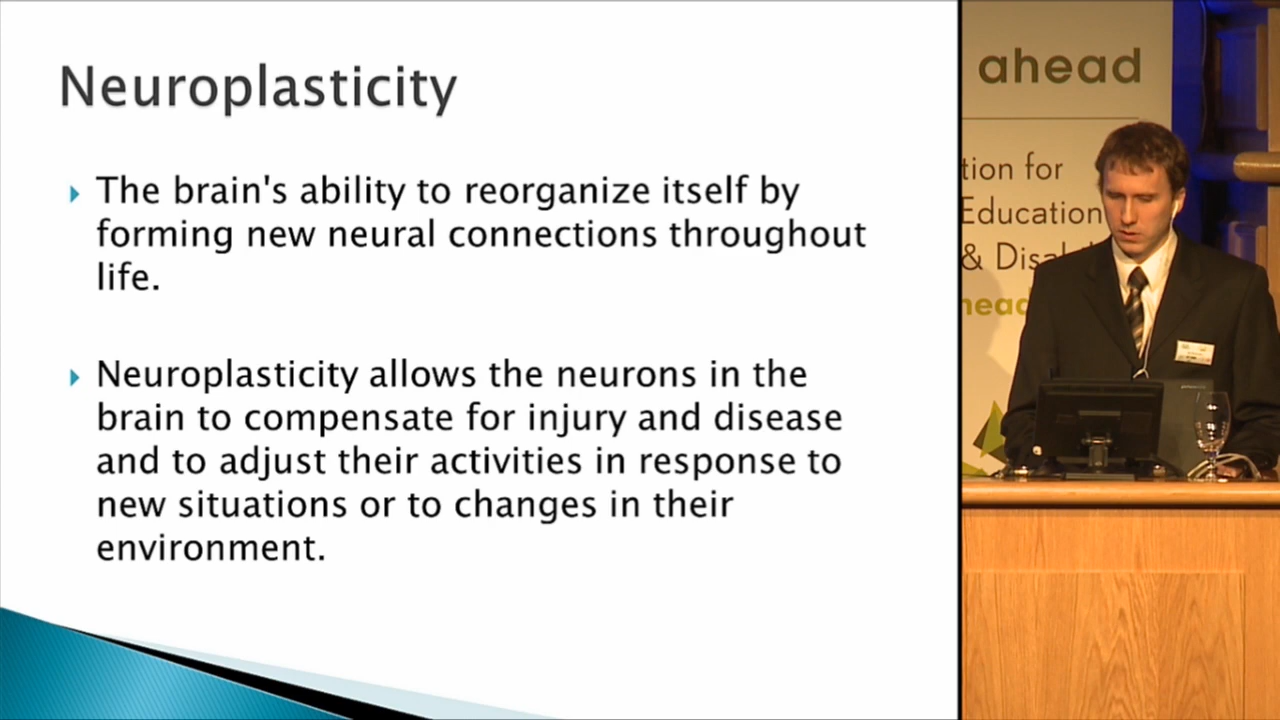 Neuroplasticity
The brain's ability to reorganize itself by
forming new neural connections throughout
life.
Neuroplasticity allows the neurons in the
brain to compensate for injury and disease
and to adjust their activities in response to
new situations or to changes in their
environment.
ahead
tion for
Education
& Disa
head